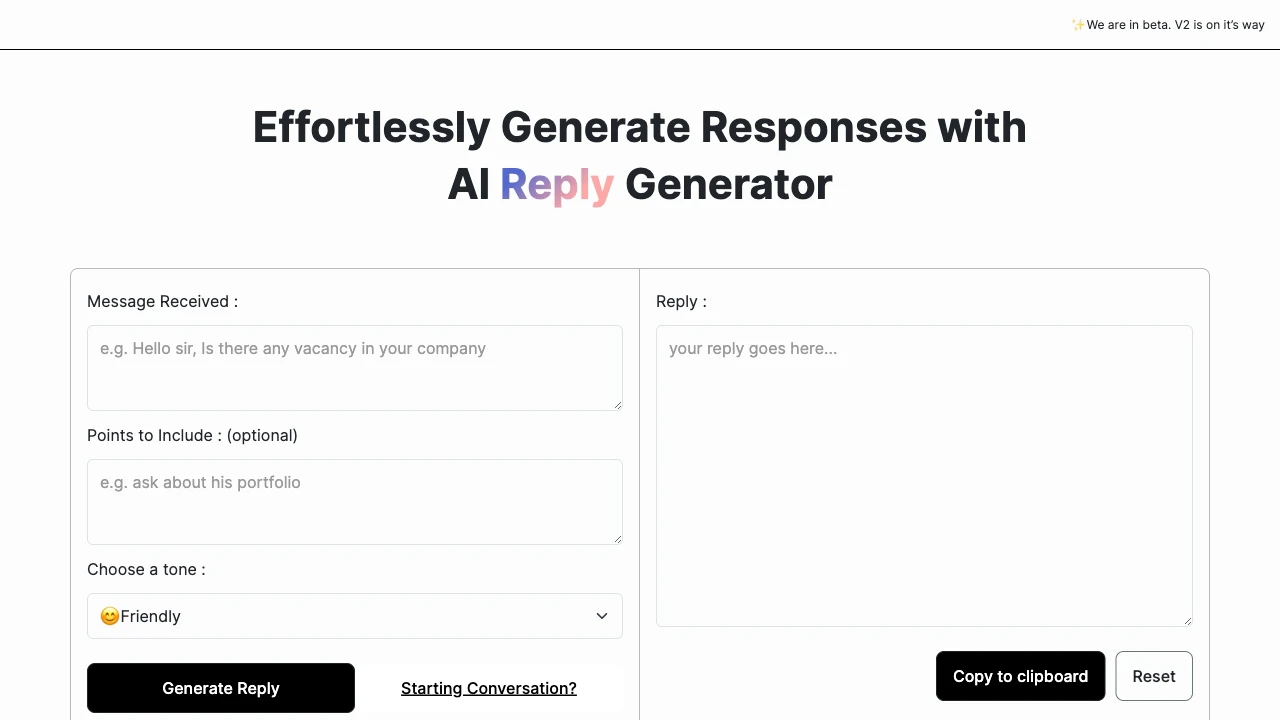 ✨We are in beta. V2 is on it's way
Effortlessly Generate Responses with
AI Reply Generator
Message Received :
e.g. Hello sir, Is there any vacancy in your company
Points to Include : (optional)
e.g. ask about his portfolio
Choose a tone :
😊Friendly
Generate Reply
Starting Conversation?
Reply :
your reply goes here...
Copy to clipboard
Reset